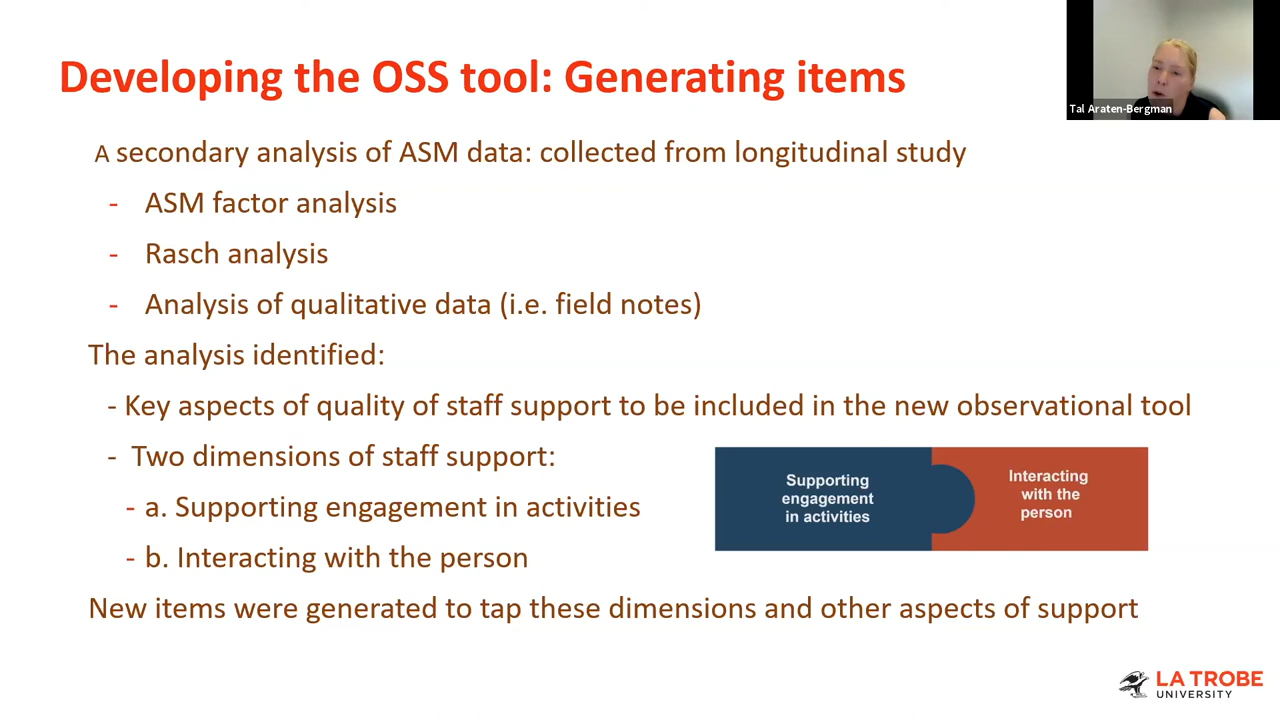 Developing the OSS tool: Generating items
Tal Araten-Bergman
A secondary analysis of ASM data: collected from longitudinal study
- ASM factor analysis
- Rasch analysis
- Analysis of qualitative data (i.e. field notes)
The analysis identified:
- Key aspects of quality of staff support to be included in the new observational tool
- Two dimensions of staff support:
- a. Supporting engagement in activities
- b. Interacting with the person
Supporting
engagement
in activities
Interacting
with the
person
New items were generated to tap these dimensions and other aspects of support
LA TROBE
UNIVERSITY